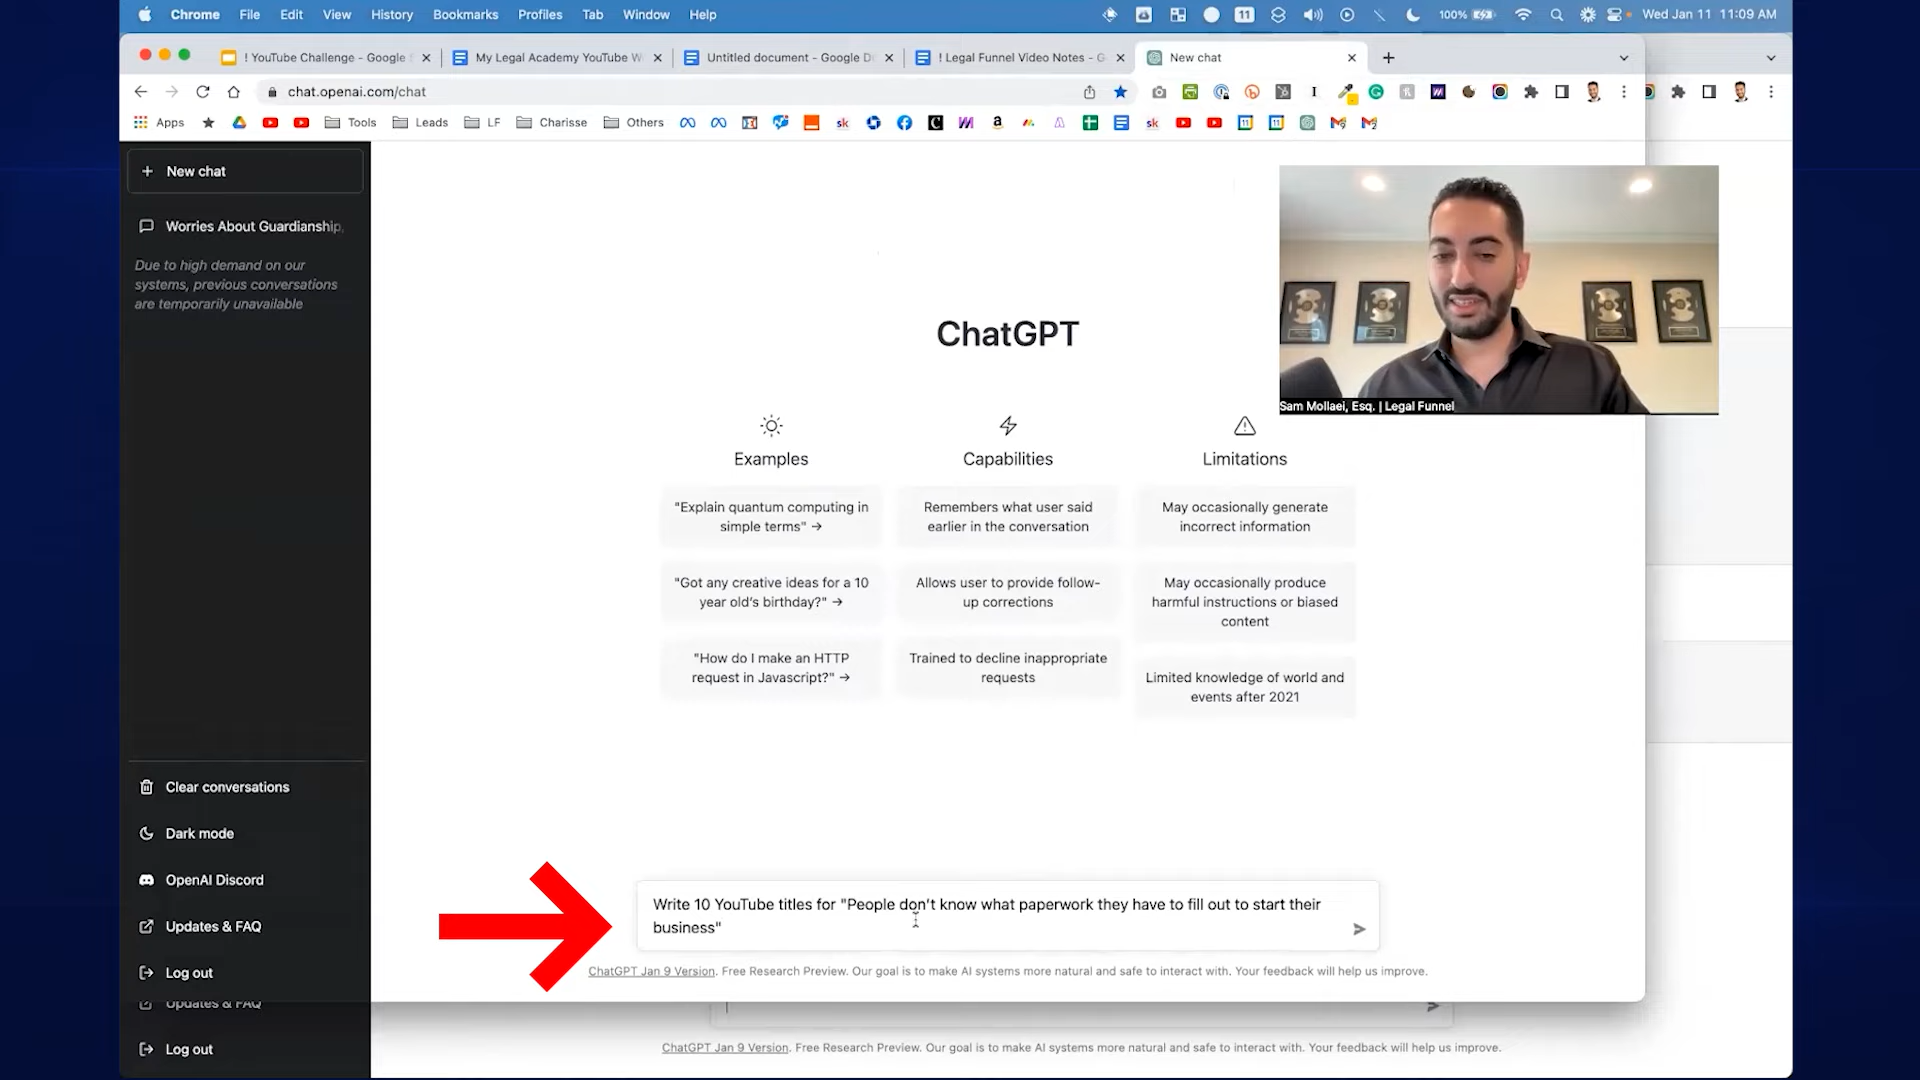 Chrome File Edit View History Bookmarks Profiles Tab Window Help 11 100% Wed Jan 11 11:09 AM
! YouTube Challenge - Google S My Legal Academy YouTube W Untitled document - Google D ! Legal Funnel Video Notes - G New chat
chat.openai.com/chat
Apps Tools Leads LF Charisse Others
New chat
Worries About Guardianship,
Due to high demand on our
systems, previous conversations
are temporarily unavailable
Sam Mollaei, Esq. | Legal Funnel
ChatGPT
Examples
Capabilities
Limitations
"Explain quantum computing in
simple terms" →
Remembers what user said
earlier in the conversation
May occasionally generate
incorrect information
"Got any creative ideas for a 10
year old's birthday?" →
Allows user to provide follow-
up corrections
May occasionally produce
harmful instructions or biased
content
"How do I make an HTTP
request in Javascript?" →
Trained to decline inappropriate
requests
Limited knowledge of world and
events after 2021
Clear conversations
Dark mode
OpenAI Discord
Updates & FAQ
Log out
Write 10 YouTube titles for "People don't know what paperwork they have to fill out to start their
business"
ChatGPT Jan 9 Version. Free Research Preview. Our goal is to make AI systems more natural and safe to interact with. Your feedback will help us improve.
Updates & FAQ
Log out
ChatGPT Jan 9 Version. Free Research Preview. Our goal is to make AI systems more natural and safe to interact with. Your feedback will help us improve.